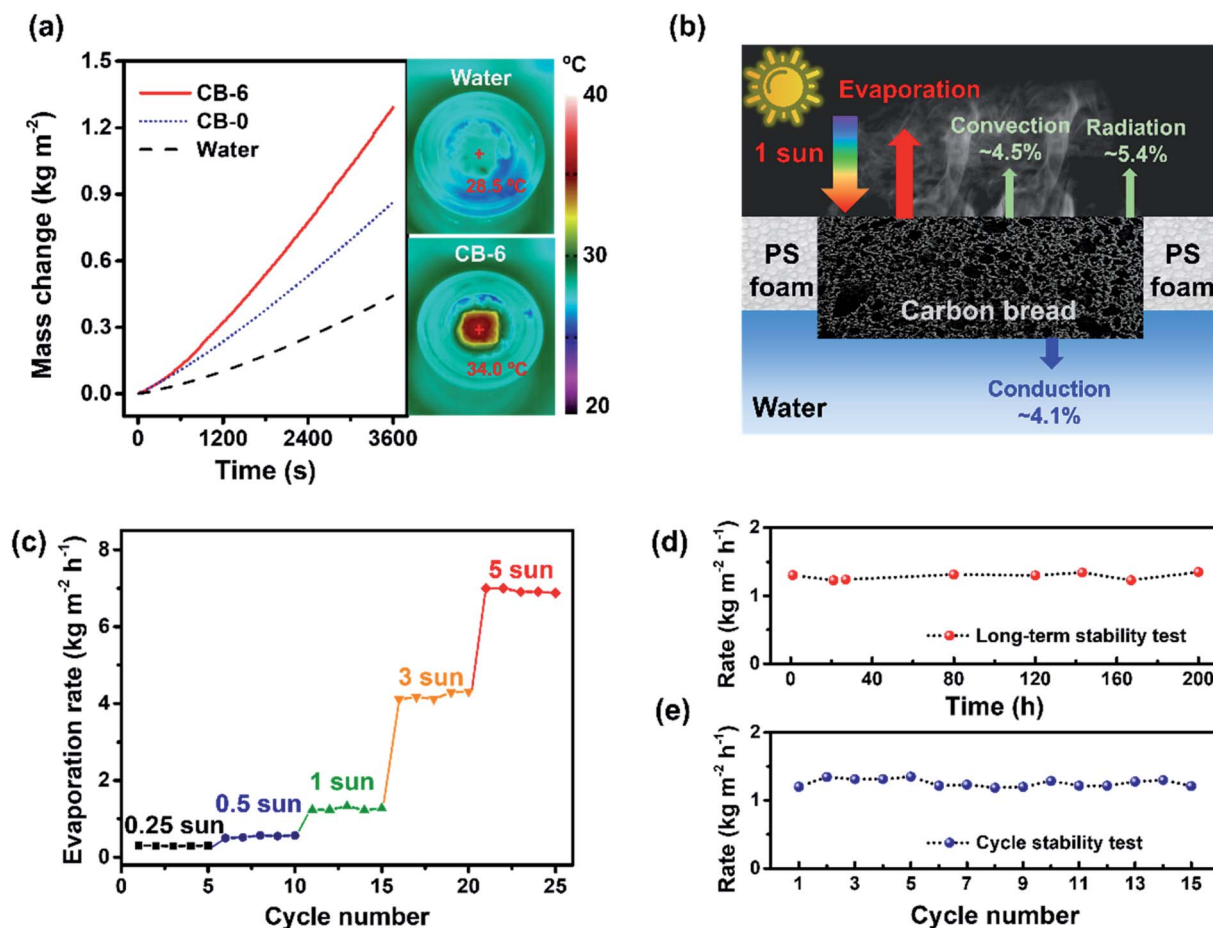 (a)
Mass change (kg m⁻²)
1.5
1.2
0.9
0.6
0.3
0.0
CB-6
CB-0
Water
0
1200
2400
3600
Time (s)
Water
28.5 ºC
CB-6
34.0 ºC
ºC
40
30
20
(b)
Evaporation
1 sun
Convection
~4.5%
Radiation
~5.4%
PS
foam
PS
foam
Carbon bread
Conduction
~4.1%
Water
(c)
Evaporation rate (kg m⁻² h⁻¹)
8
6
4
2
0
0.25 sun
0.5 sun
1 sun
3 sun
5 sun
0
5
10
15
20
25
Cycle number
(d)
Rate (kg m⁻² h⁻¹)
2
1
0
Long-term stability test
0
40
80
120
160
200
Time (h)
(e)
Rate (kg m⁻² h⁻¹)
2
1
0
Cycle stability test
1
3
5
7
9
11
13
15
Cycle number